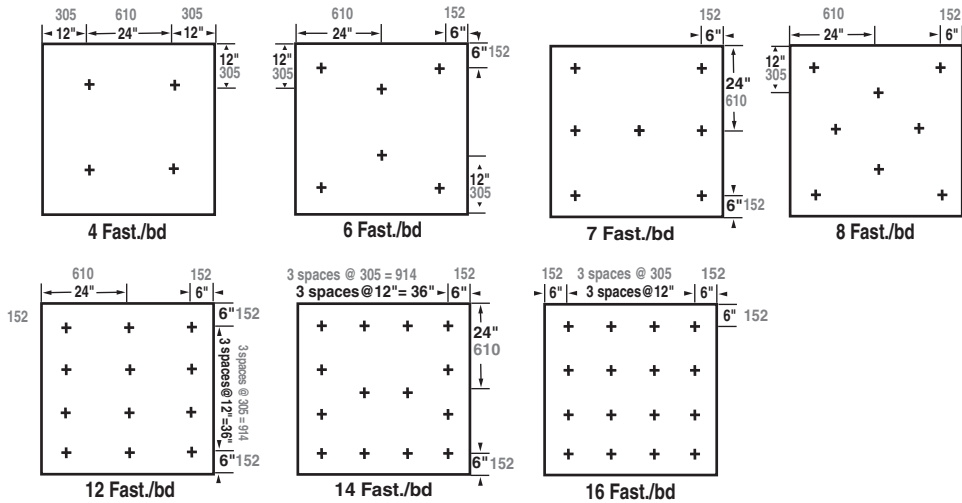 305 610 305
12" 24" 12"
12"
305
4 Fast./bd
610 152
24" 6"
12"
305
6" 152
12"
305
6 Fast./bd
152
6"
24"
610
6" 152
7 Fast./bd
610 152
24" 6"
12"
305
8 Fast./bd
610 152
24" 6"
152
6" 152
3 spaces@12"=36"
3 spaces @ 305 = 914
6" 152
12 Fast./bd
3 spaces @ 305 = 914 152
3 spaces@12"= 36" 6"
24"
610
6" 152
14 Fast./bd
152 3 spaces @ 305 152
6" 3 spaces@12" 6"
6" 152
16 Fast./bd